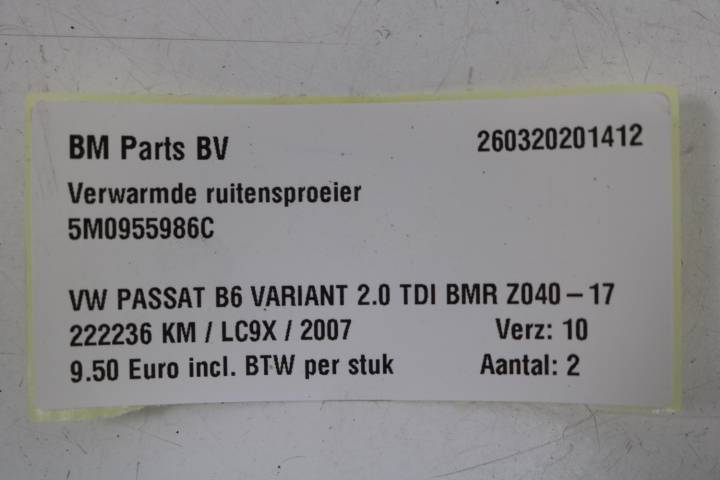 BM Parts BV 260320201412
Verwarmde ruitensproeier
5M0955986C
VW PASSAT B6 VARIANT 2.0 TDI BMR Z040-17
222236 KM / LC9X / 2007 Verz: 10
9.50 Euro incl. BTW per stuk Aantal: 2